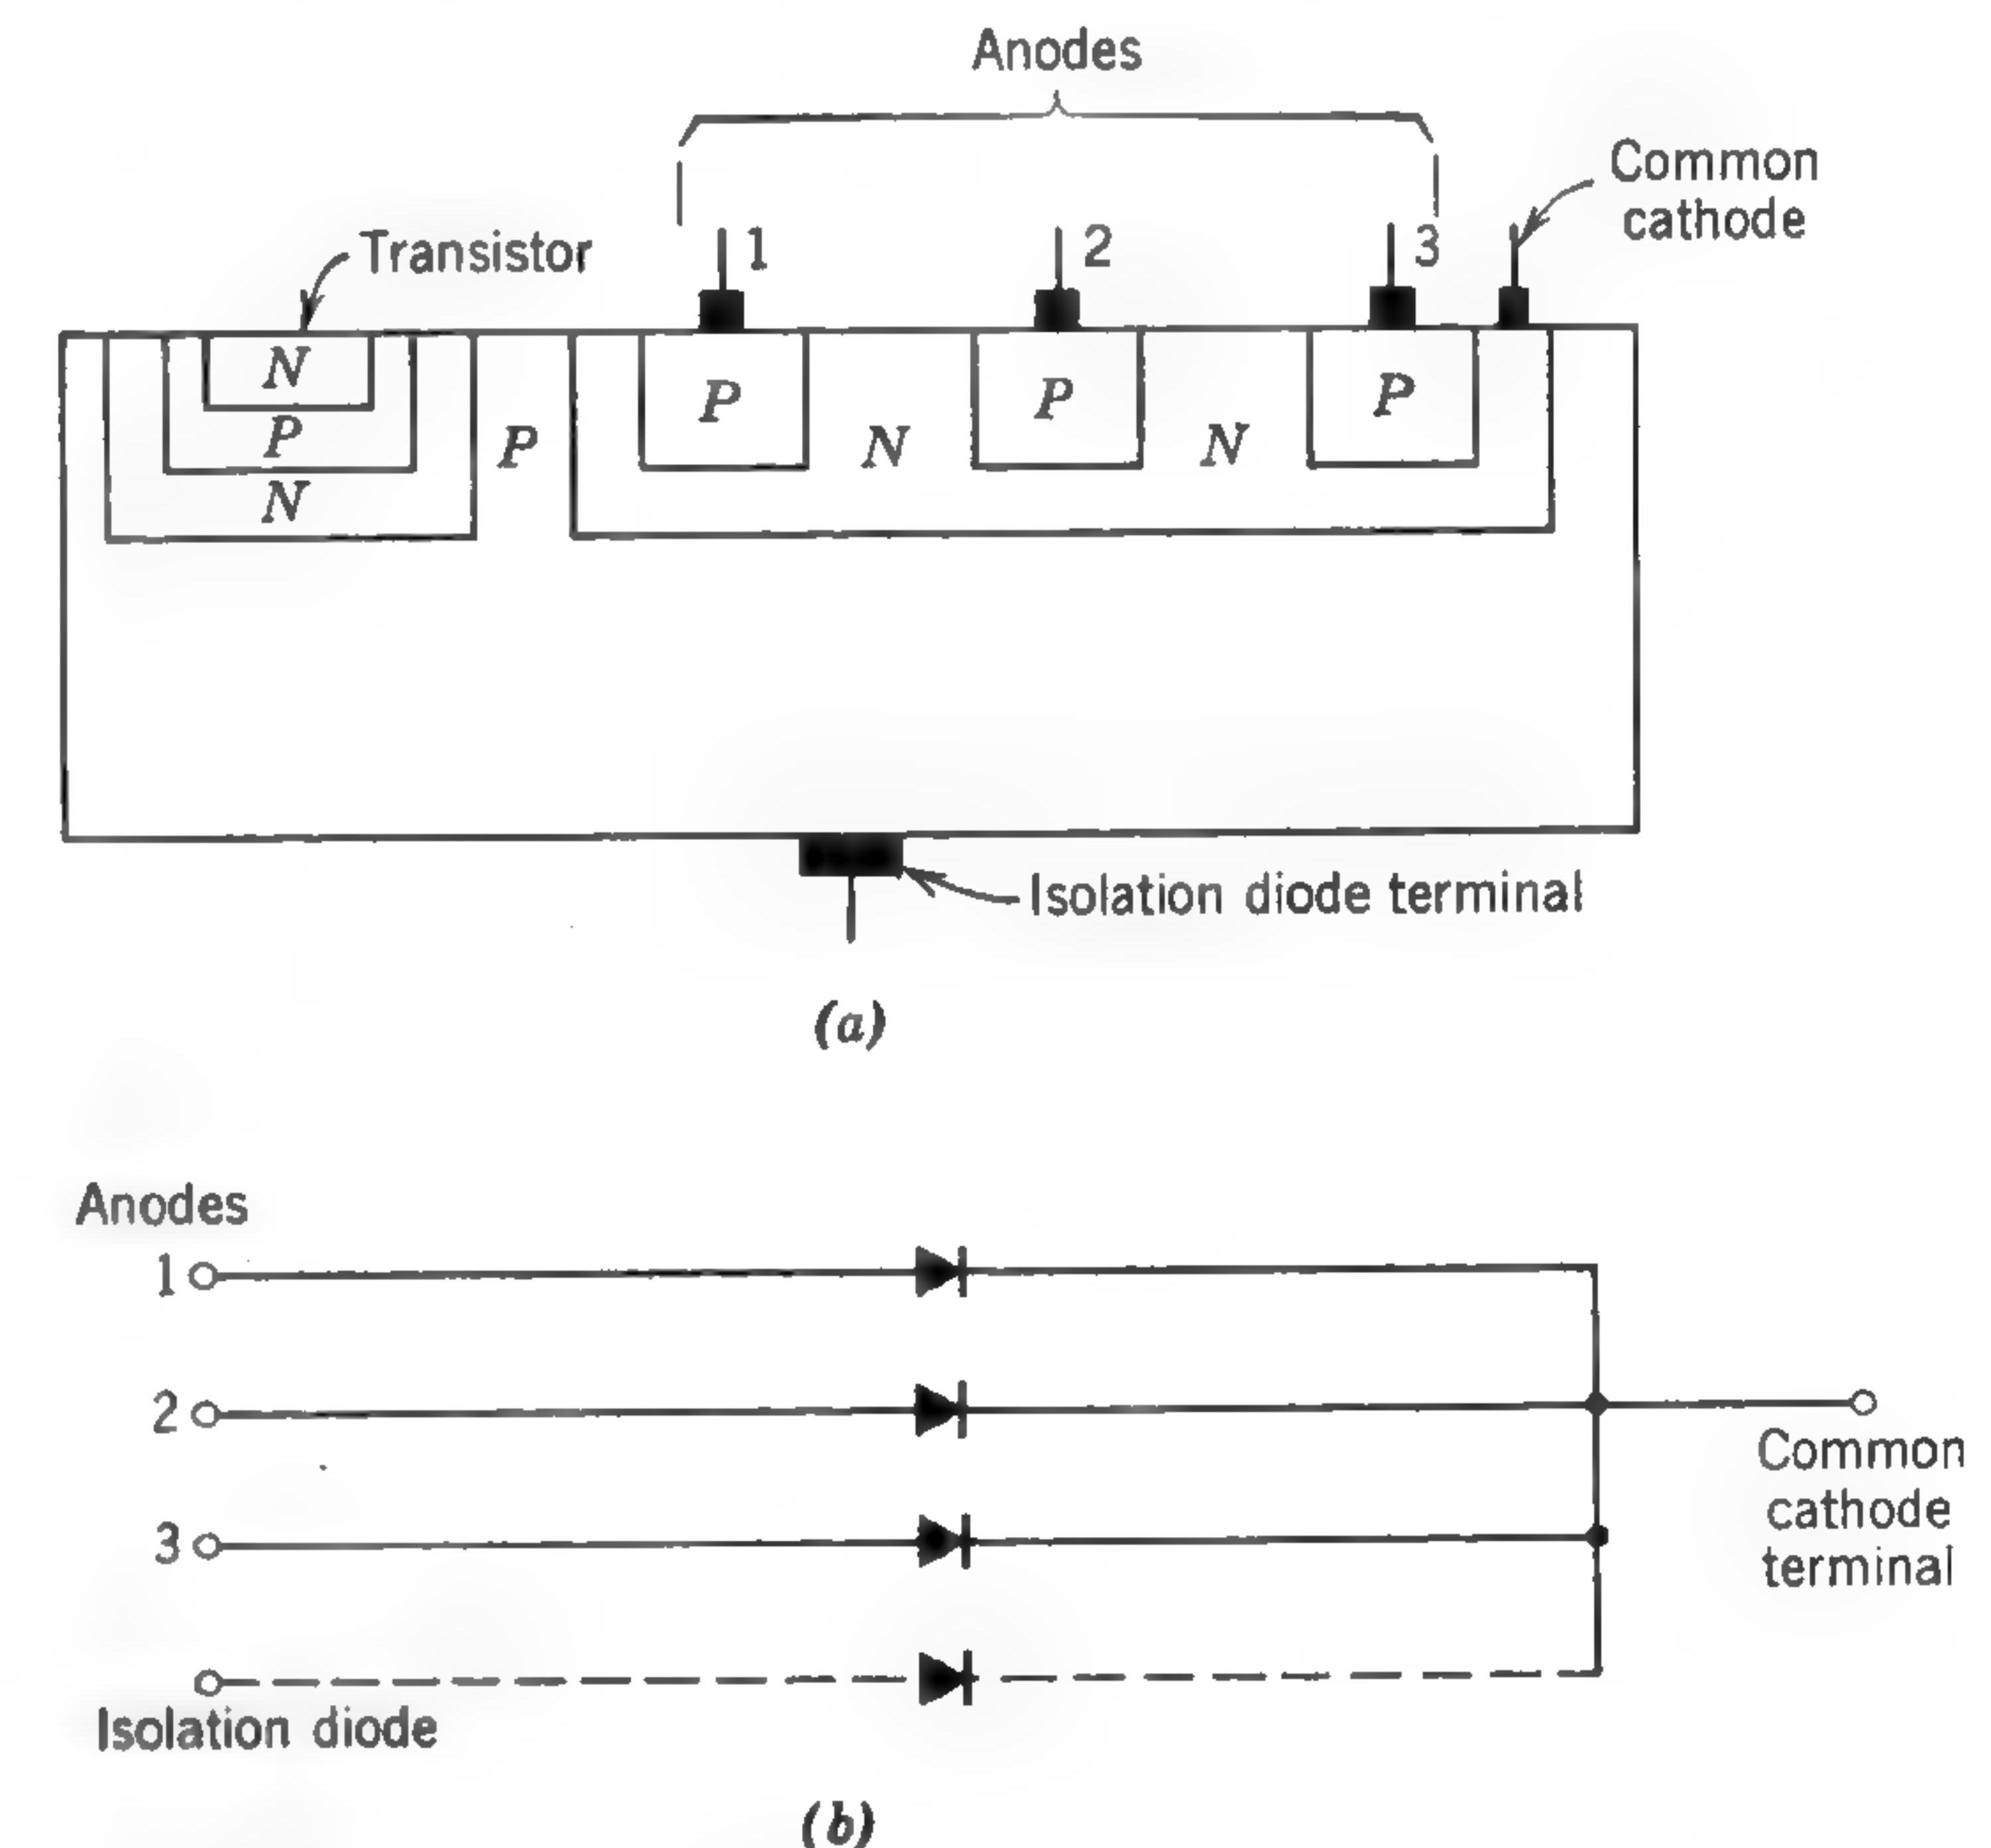 Anodes
Common
cathode
Transistor
1
2
3
N
P
N
P
P
N
P
N
P
Isolation diode terminal
(a)
Anodes
1
2
3
Common
cathode
terminal
Isolation diode
(b)